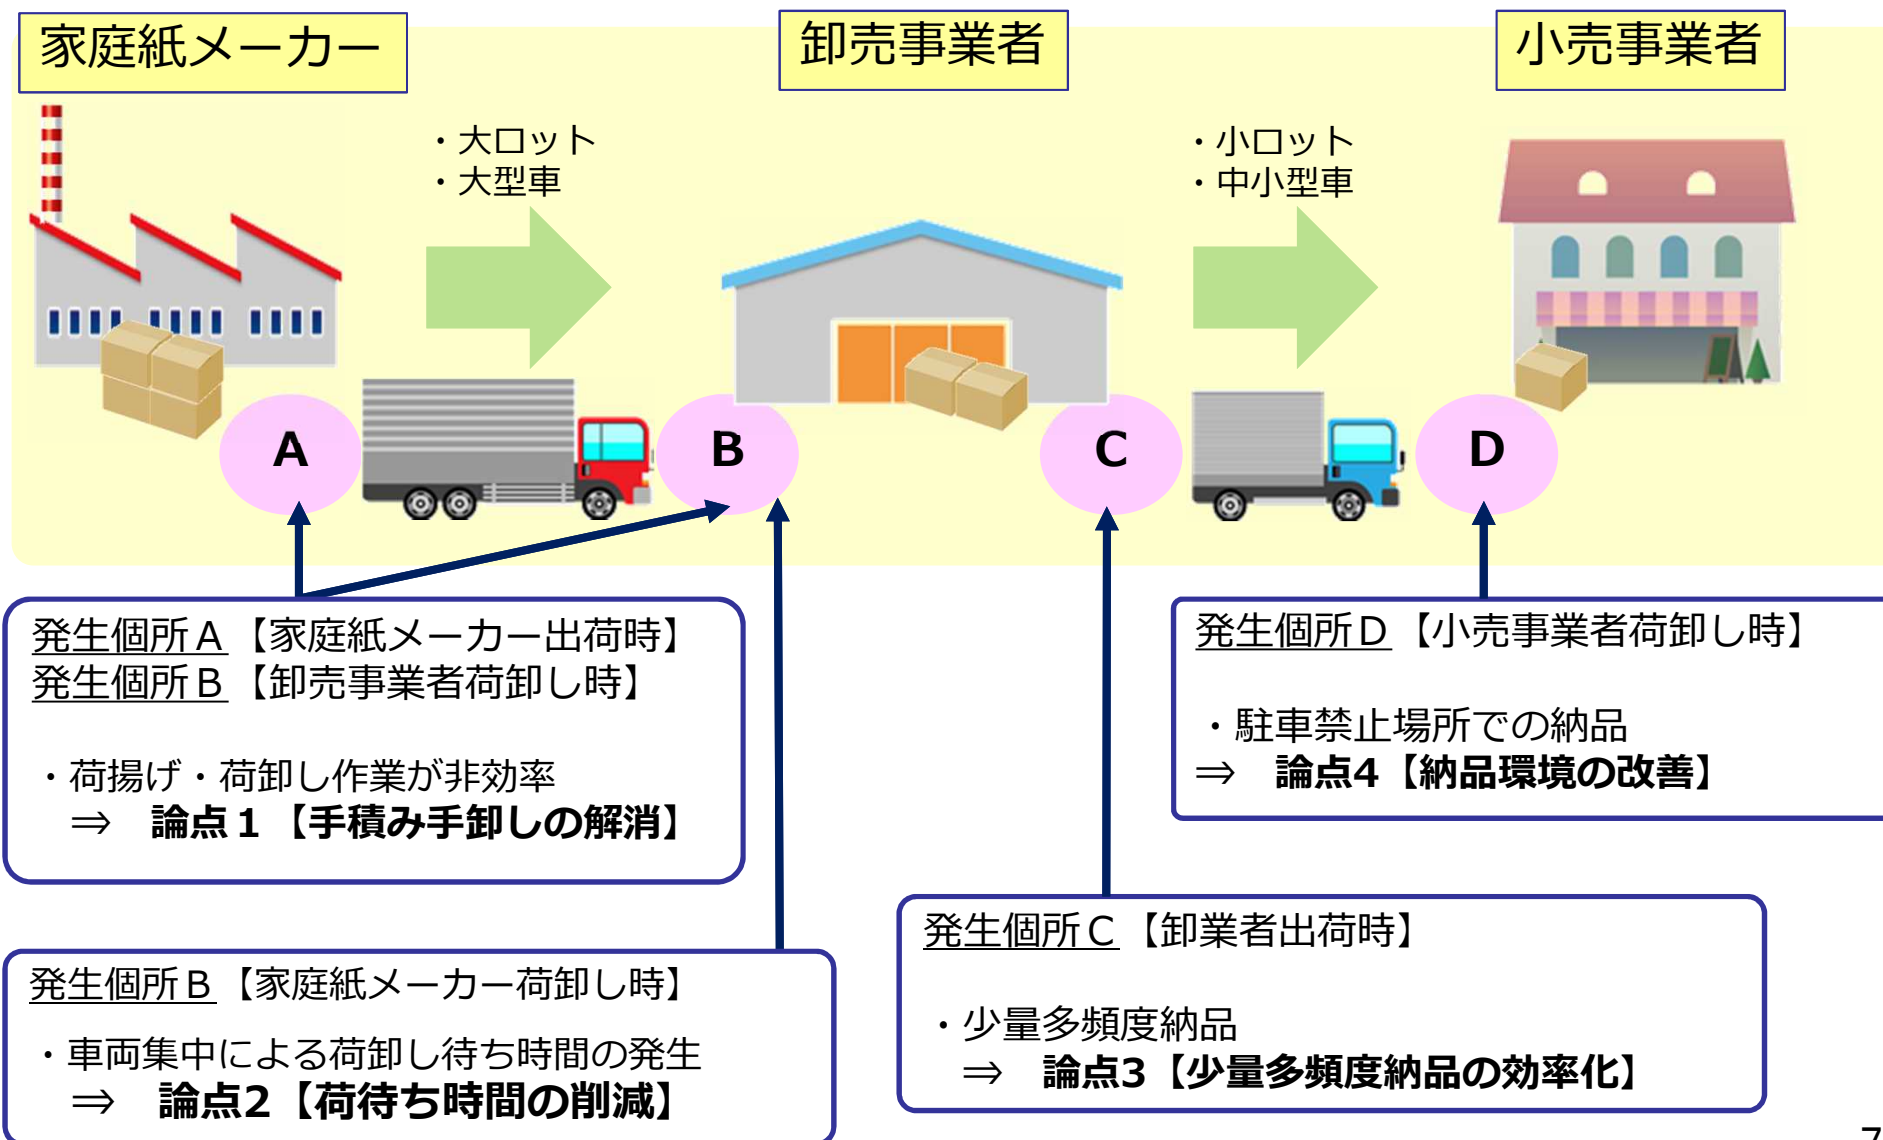 家庭紙メーカー
卸売事業者
小売事業者
・大ロット
・大型車
・小ロット
・中小型車
A
B
C
D
発生個所A【家庭紙メーカー出荷時】
発生個所B【卸売事業者荷卸し時】
・荷揚げ・荷卸し作業が非効率
⇒ 論点1【手積み手卸しの解消】
発生個所D【小売事業者荷卸し時】
・駐車禁止場所での納品
⇒ 論点4【納品環境の改善】
発生個所B【家庭紙メーカー荷卸し時】
・車両集中による荷卸し待ち時間の発生
⇒ 論点2【荷待ち時間の削減】
発生個所C【卸業者出荷時】
・少量多頻度納品
⇒ 論点3【少量多頻度納品の効率化】
7